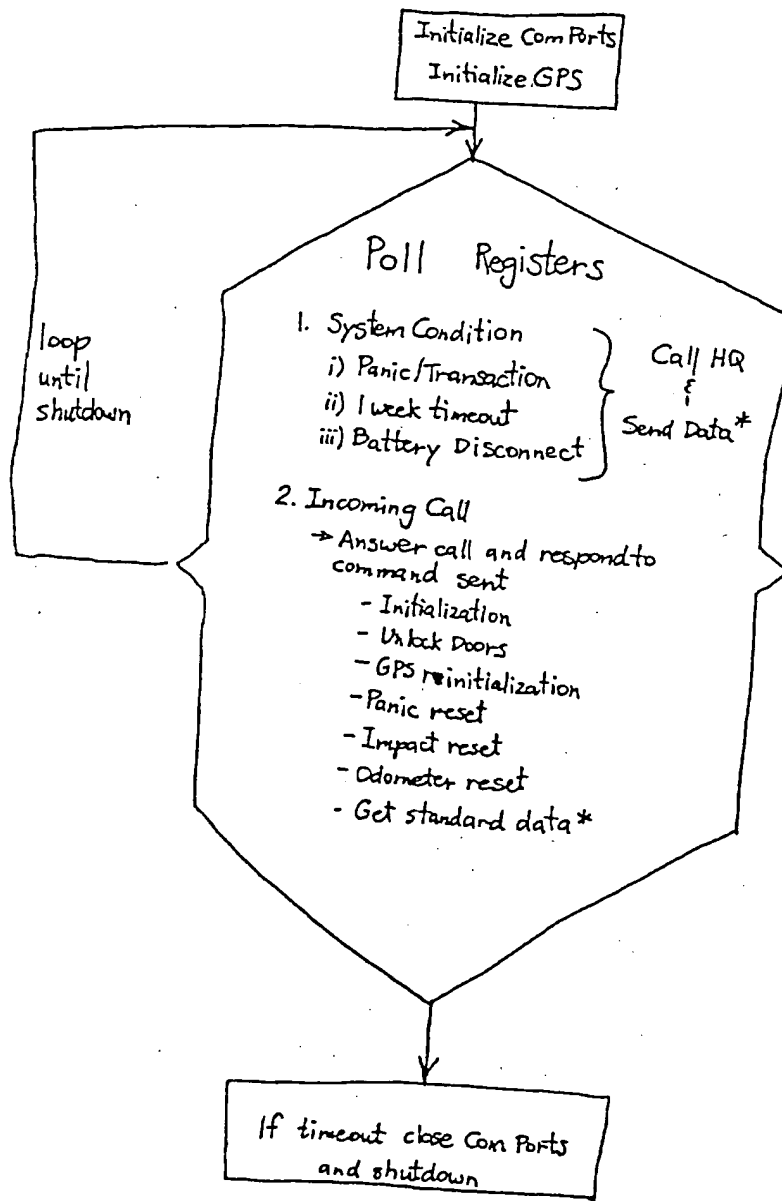 Initialize Com Ports
Initialize GPS
loop
until
shutdown
Poll Registers
1. System Condition
i) Panic/Transaction
ii) 1 week timeout
iii) Battery Disconnect
Call HQ
&
Send Data*
2. Incoming Call
→ Answer call and respond to
command sent
- Initialization
- Unlock Doors
- GPS reinitialization
- Panic reset
- Impact reset
- Odometer reset
- Get standard data*
If timeout close Com Ports
and shutdown